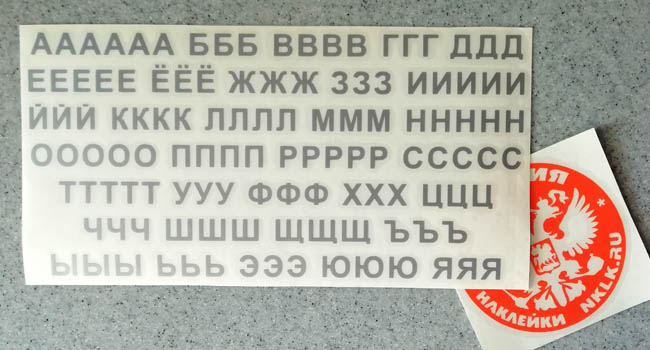 АААААА БББ ВВВВ ГГГ ДДД
ЕЕЕЕЕ ЁЁЁ ЖЖЖ ЗЗЗ ИИИИИ
ЙЙЙ КККК ЛЛЛЛ МММ ННННН
ООООО ПППП РРРРР ССССС
ТТТТТ УУУ ФФФ ХХХ ЦЦЦ
ЧЧЧ ШШШ ЩЩЩ ЪЪЪ
ЫЫЫ ЬЬЬ ЭЭЭ ЮЮЮ ЯЯЯ
НАКЛЕЙКИ NKLK.RU